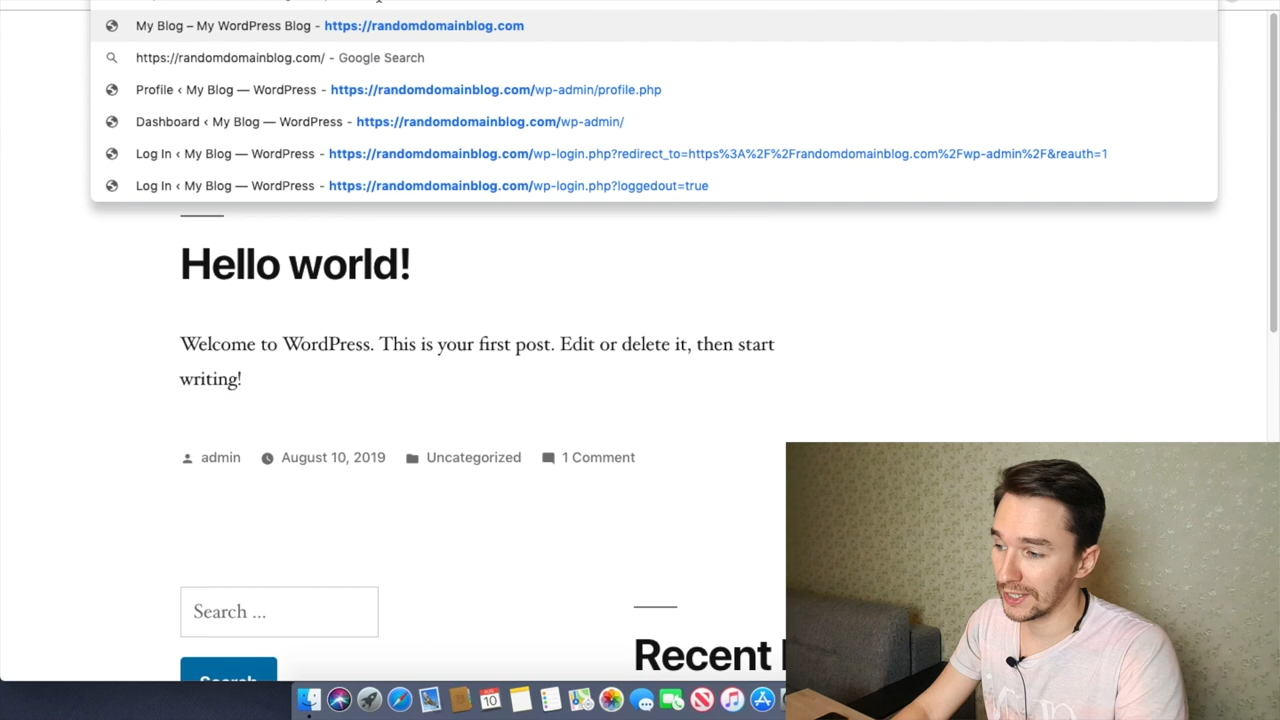 My Blog – My WordPress Blog - https://randomdomainblog.com
https://randomdomainblog.com/ - Google Search
Profile ‹ My Blog — WordPress - https://randomdomainblog.com/wp-admin/profile.php
Dashboard ‹ My Blog — WordPress - https://randomdomainblog.com/wp-admin/
Log In ‹ My Blog — WordPress - https://randomdomainblog.com/wp-login.php?redirect_to=https%3A%2F%2Frandomdomainblog.com%2Fwp-admin%2F&reauth=1
Log In ‹ My Blog — WordPress - https://randomdomainblog.com/wp-login.php?loggedout=true
Hello world!
Welcome to WordPress. This is your first post. Edit or delete it, then start
writing!
admin August 10, 2019 Uncategorized 1 Comment
Search ...
Recent
Search
10